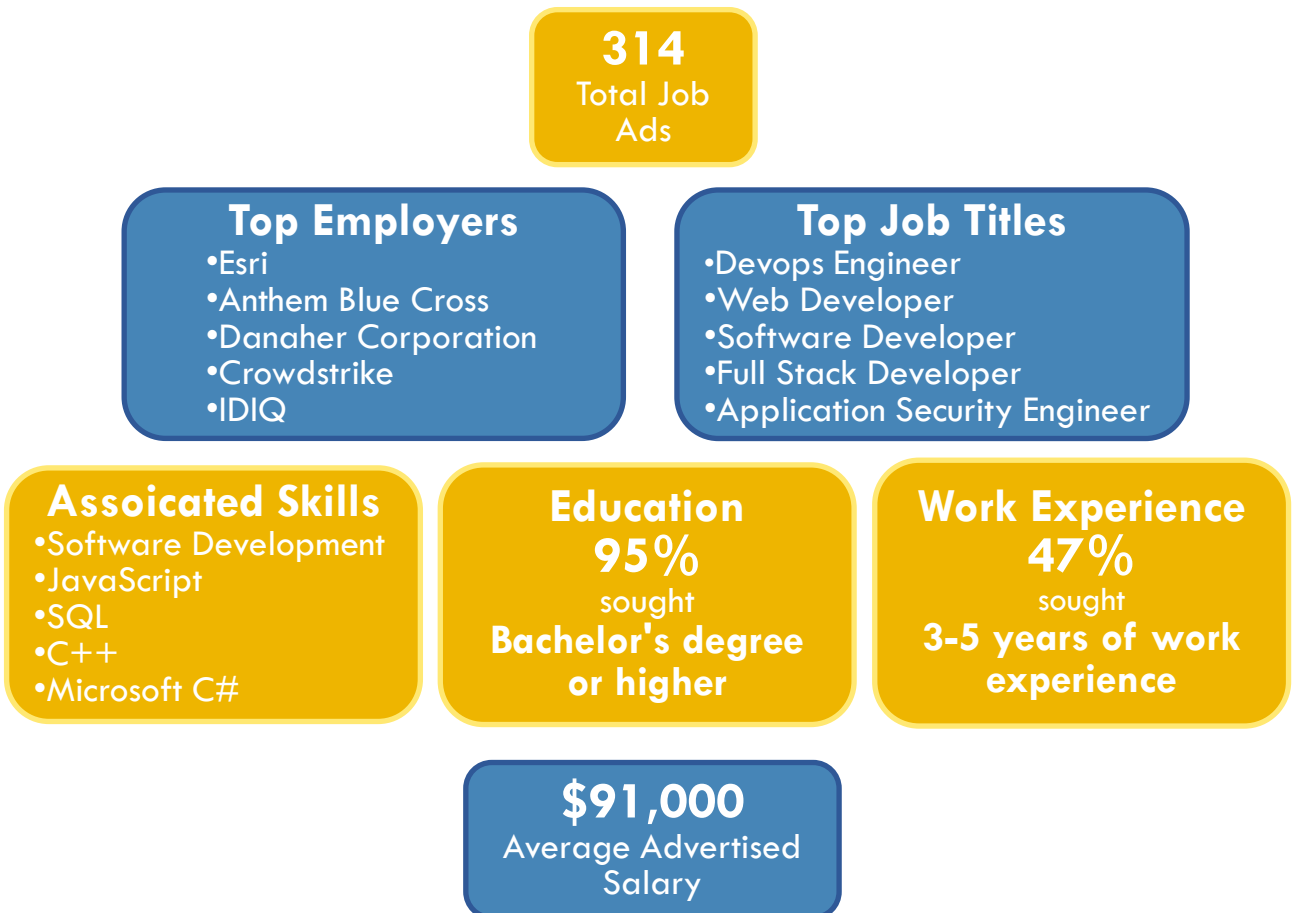 314
Total Job
Ads
Top Employers
•Esri
•Anthem Blue Cross
•Danaher Corporation
•Crowdstrike
•IDIQ
Top Job Titles
•Devops Engineer
•Web Developer
•Software Developer
•Full Stack Developer
•Application Security Engineer
Assoicated Skills
•Software Development
•JavaScript
•SQL
•C++
•Microsoft C#
Education
95%
sought
Bachelor's degree
or higher
Work Experience
47%
sought
3-5 years of work
experience
$91,000
Average Advertised
Salary